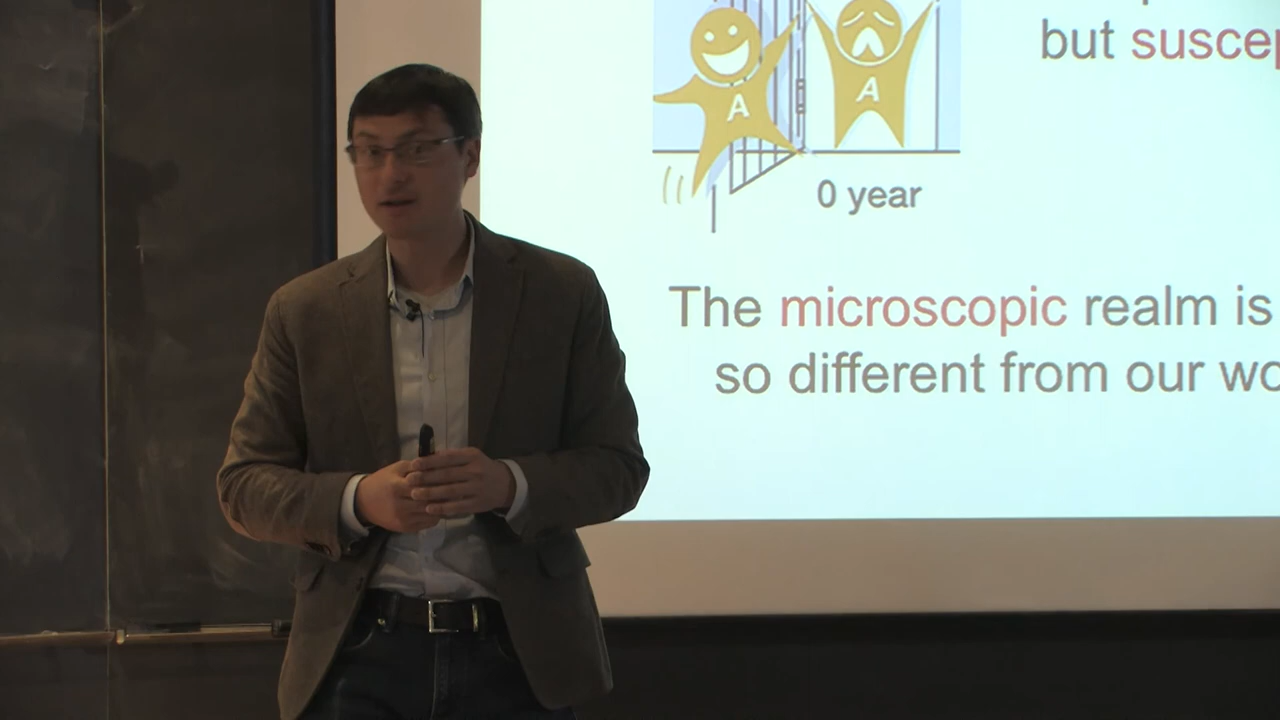 but
A
A
0 year
The microscopic realm is
so different from our